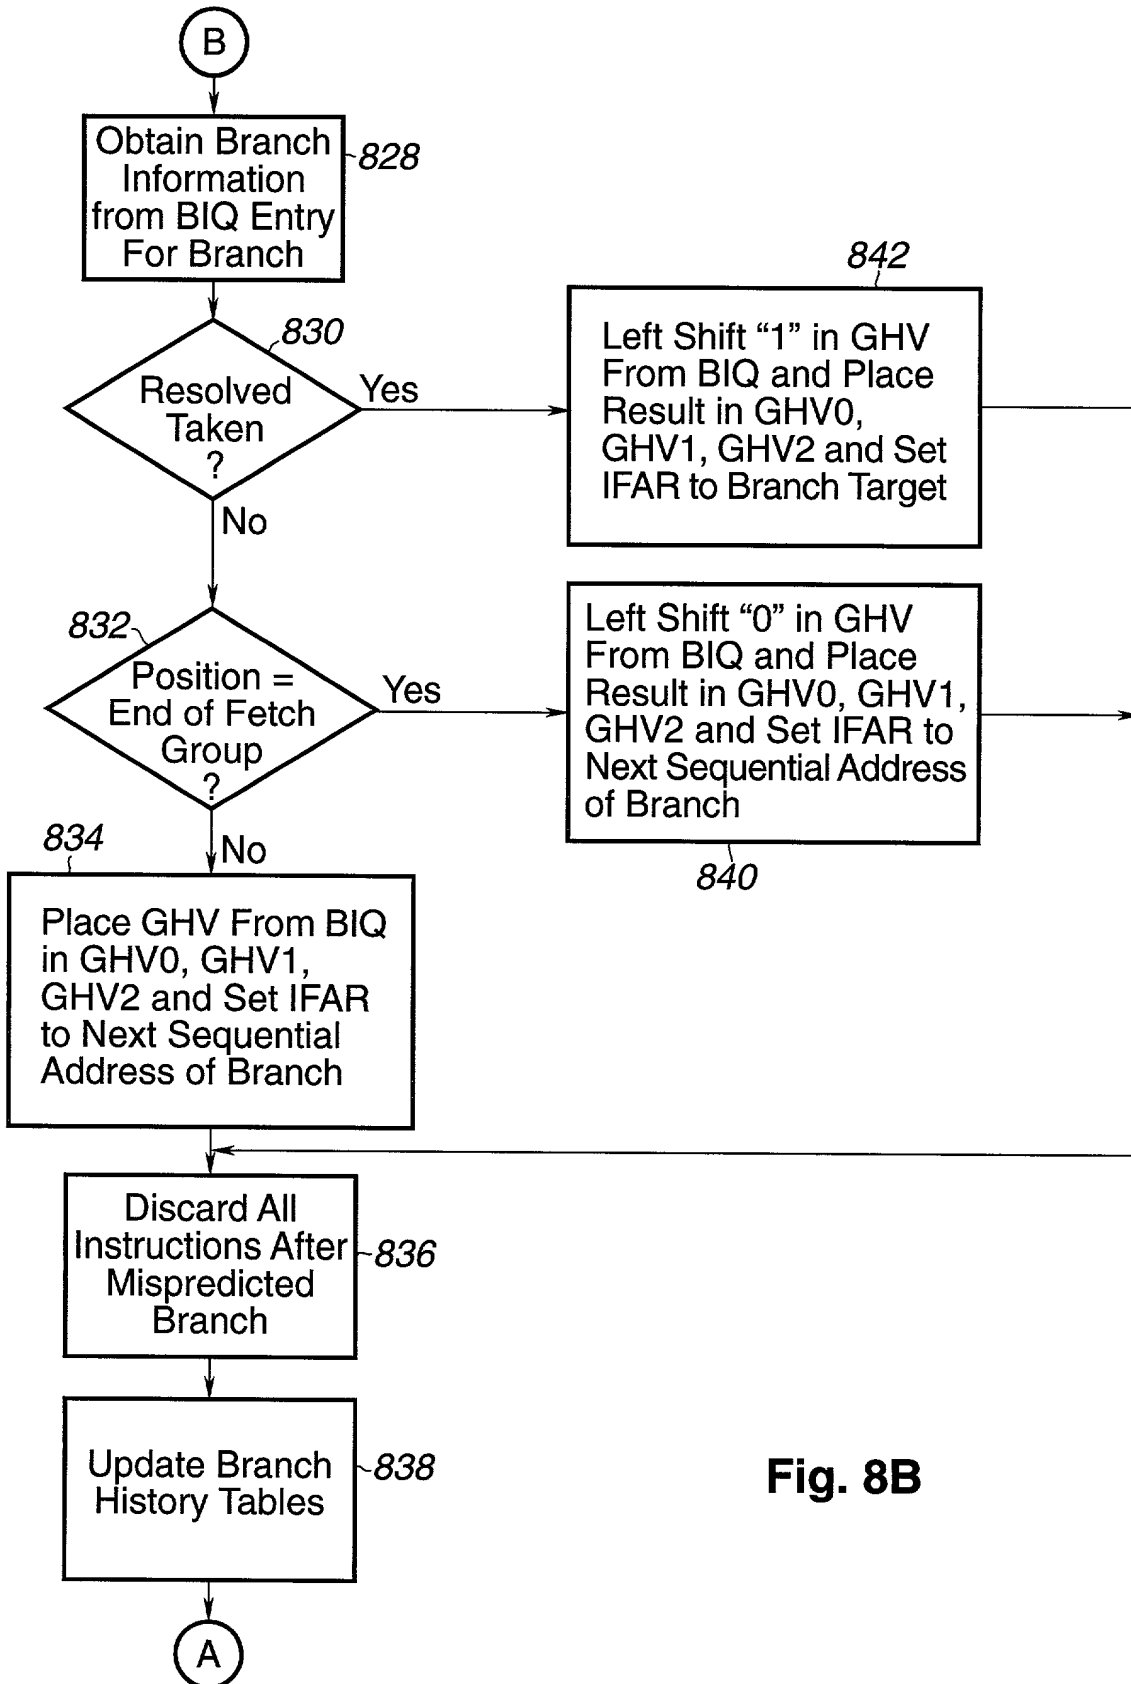 B
Obtain Branch
Information
from BIQ Entry
For Branch
828
830
Resolved
Taken
?
Yes
No
842
Left Shift “1” in GHV
From BIQ and Place
Result in GHV0,
GHV1, GHV2 and Set
IFAR to Branch Target
832
Position =
End of Fetch
Group
?
Yes
No
Left Shift “0” in GHV
From BIQ and Place
Result in GHV0, GHV1,
GHV2 and Set IFAR to
Next Sequential Address
of Branch
840
834
Place GHV From BIQ
in GHV0, GHV1,
GHV2 and Set IFAR
to Next Sequential
Address of Branch
Discard All
Instructions After
Mispredicted
Branch
836
Update Branch
History Tables
838
Fig. 8B
A